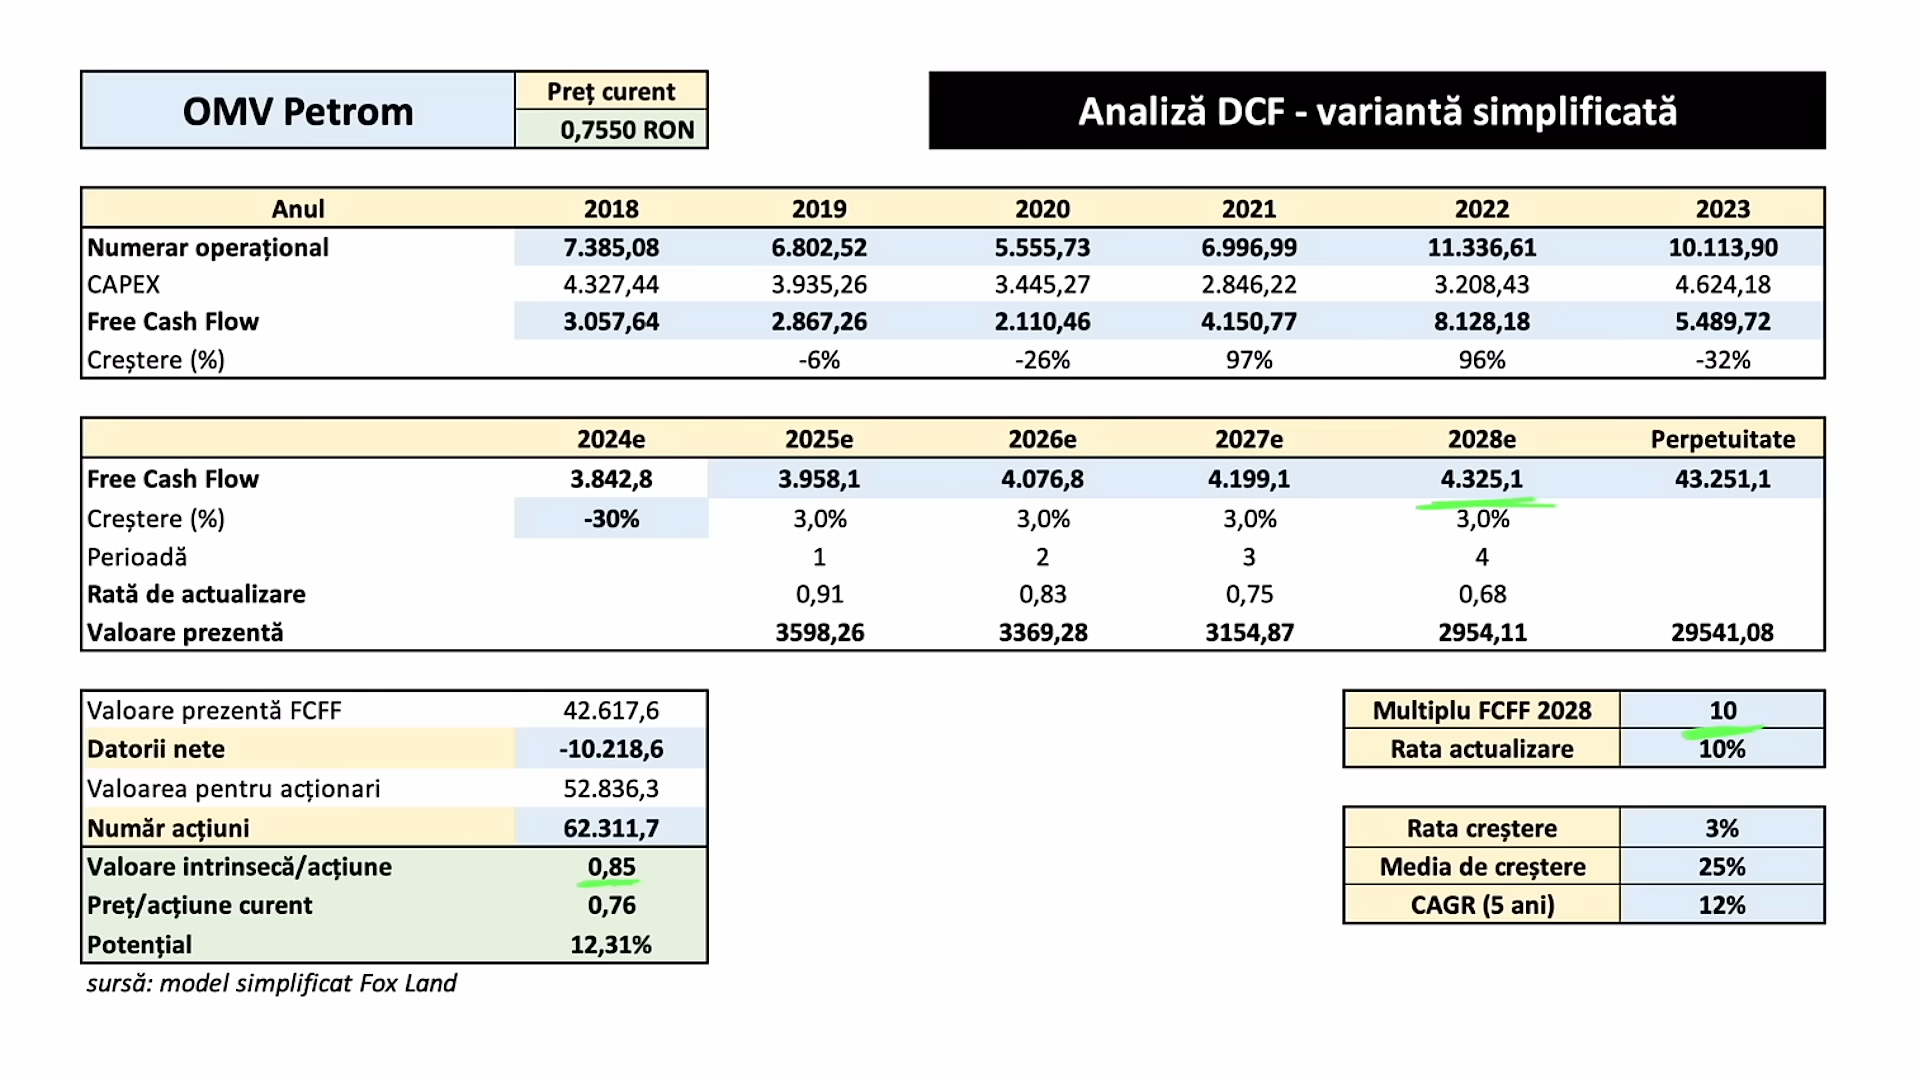 OMV Petrom
Preț curent
0,7550 RON
Analiză DCF - variantă simplificată
Anul 2018 2019 2020 2021 2022 2023
Numerar operațional 7.385,08 6.802,52 5.555,73 6.996,99 11.336,61 10.113,90
CAPEX 4.327,44 3.935,26 3.445,27 2.846,22 3.208,43 4.624,18
Free Cash Flow 3.057,64 2.867,26 2.110,46 4.150,77 8.128,18 5.489,72
Creștere (%) -6% -26% 97% 96% -32%
2024e 2025e 2026e 2027e 2028e Perpetuitate
Free Cash Flow 3.842,8 3.958,1 4.076,8 4.199,1 4.325,1 43.251,1
Creștere (%) -30% 3,0% 3,0% 3,0% 3,0%
Perioadă 1 2 3 4
Rată de actualizare 0,91 0,83 0,75 0,68
Valoare prezentă 3598,26 3369,28 3154,87 2954,11 29541,08
Valoare prezentă FCFF 42.617,6
Datorii nete -10.218,6
Valoarea pentru acționari 52.836,3
Număr acțiuni 62.311,7
Valoare intrinsecă/acțiune 0,85
Preț/acțiune curent 0,76
Potențial 12,31%
sursă: model simplificat Fox Land
Multiplu FCFF 2028 10
Rata actualizare 10%
Rata creștere 3%
Media de creștere 25%
CAGR (5 ani) 12%